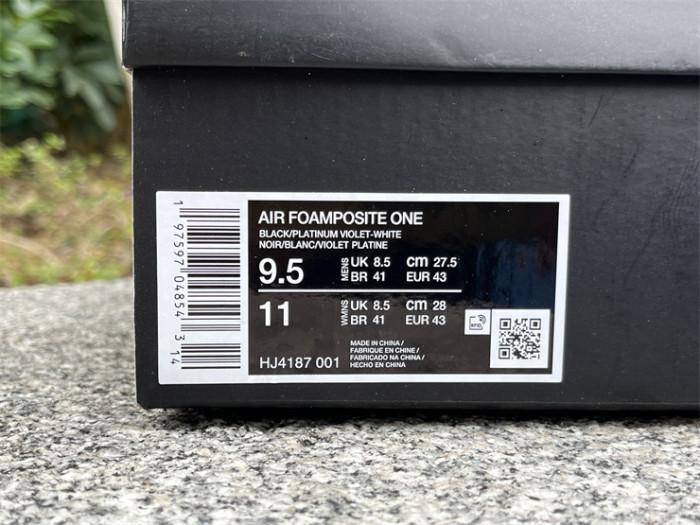 AIR FOAMPOSITE ONE
BLACK/PLATINUM VIOLET-WHITE
NOIR/BLANC/VIOLET PLATINE
9.5 MENS UK 8.5 cm 27.5
BR 41 EUR 43
11 WMNS UK 8.5 cm 28
BR 41 EUR 43
MADE IN CHINA /
FABRIQUE EN CHINE /
FABRICADO NA CHINA /
HECHO EN CHINA
HJ4187 001
RFID
1 97597 04854 3 14